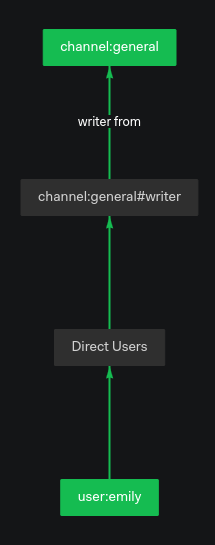 channel:general
writer from
channel:general#writer
Direct Users
user:emily